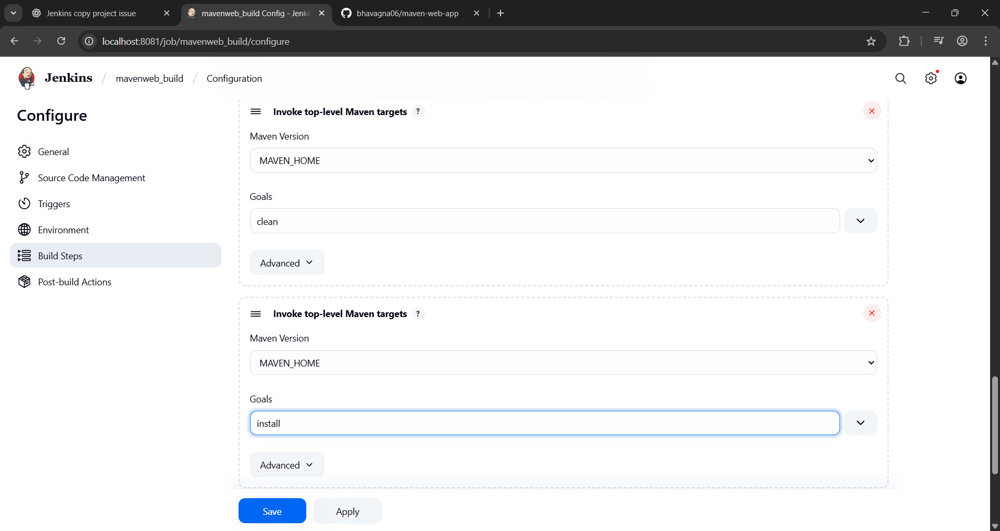 Jenkins copy project issue
mavenweb_build Config - Jenki
bhavagna06/maven-web-app
localhost:8081/job/mavenweb_build/configure
Jenkins / mavenweb_build / Configuration
Configure
General
Source Code Management
Triggers
Environment
Build Steps
Post-build Actions
Invoke top-level Maven targets ?
Maven Version
MAVEN_HOME
Goals
clean
Advanced
Invoke top-level Maven targets ?
Maven Version
MAVEN_HOME
Goals
install
Advanced
Save
Apply